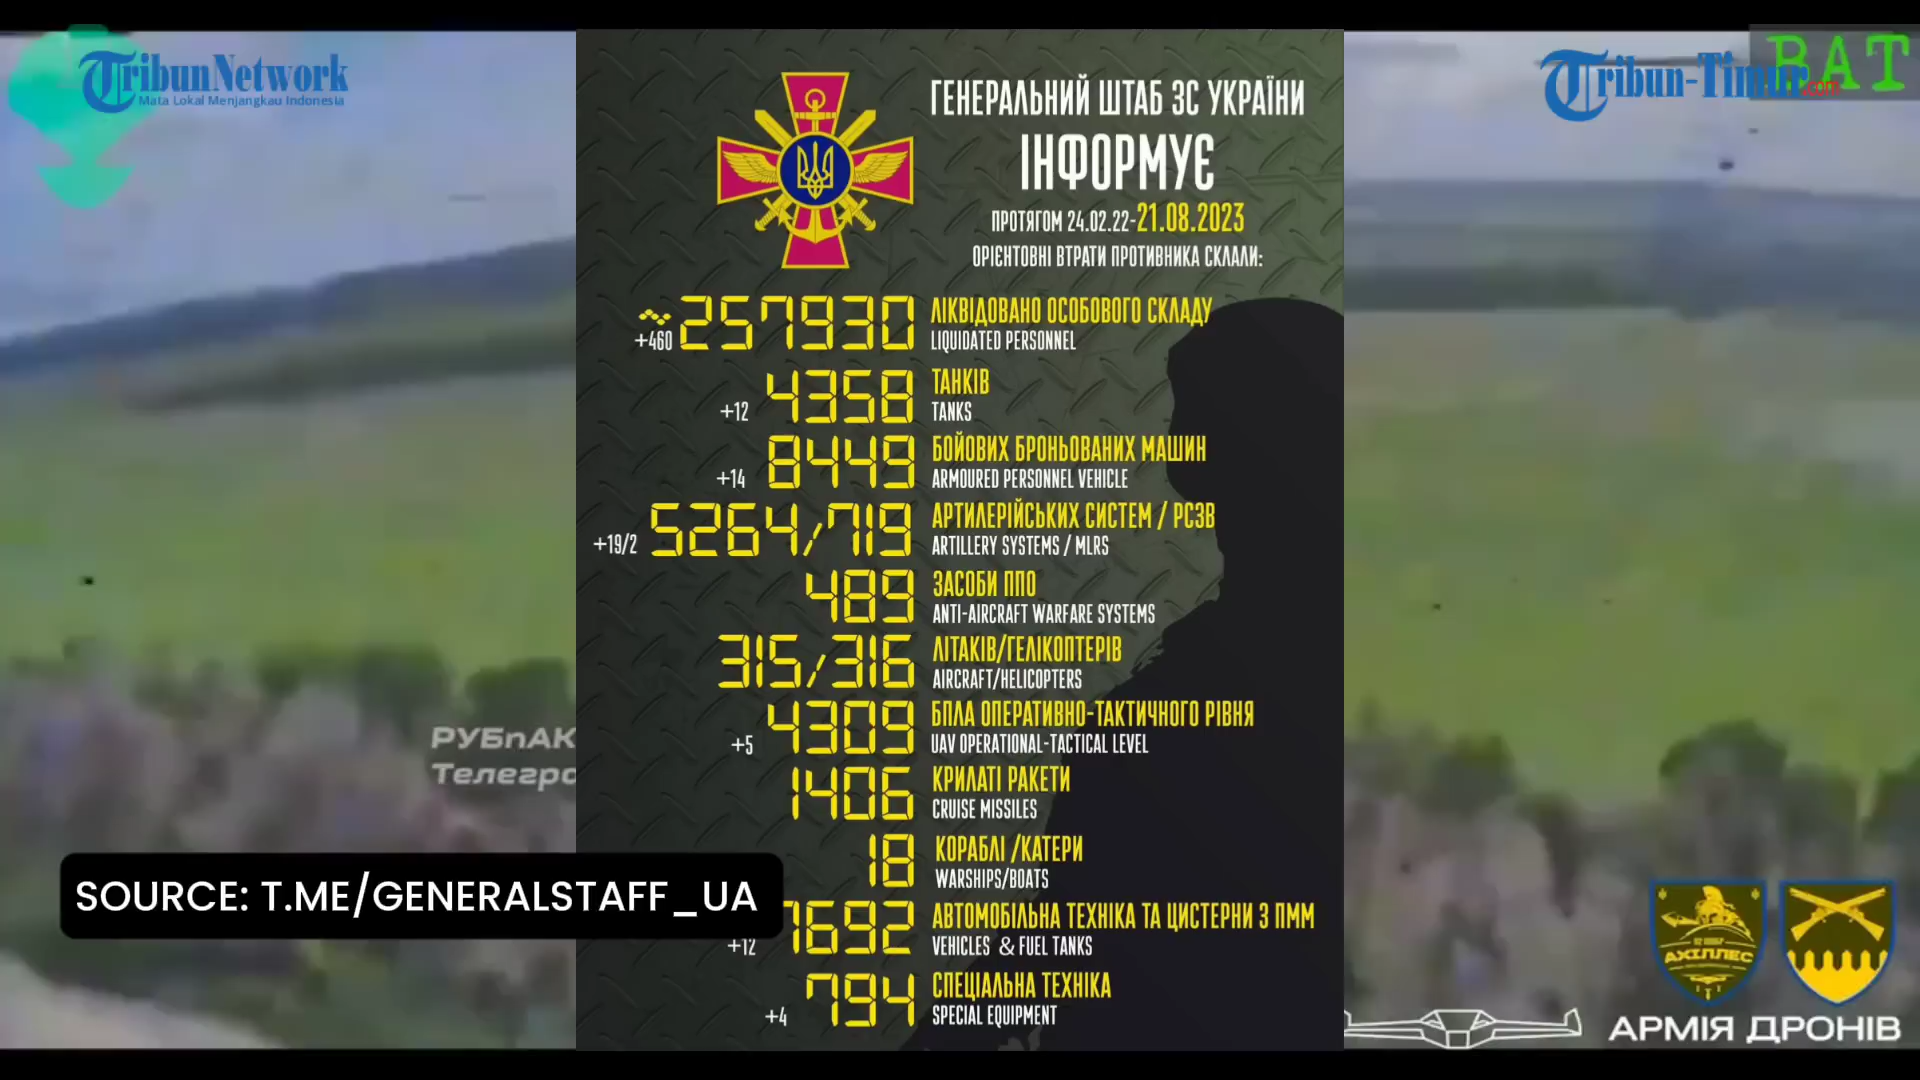 TribunNetwork
Mata Lokal Menjangkau Indonesia
Tribun-Timur.com
BAT
ГЕНЕРАЛЬНИЙ ШТАБ ЗС УКРАЇНИ
ІНФОРМУЄ
ПРОТЯГОМ 24.02.22-21.08.2023
ОРІЄНТОВНІ ВТРАТИ ПРОТИВНИКА СКЛАЛИ:
+460 ~257930 ЛІКВІДОВАНО ОСОБОВОГО СКЛАДУ
LIQUIDATED PERSONNEL
+12 4358 ТАНКІВ
TANKS
+14 8449 БОЙОВИХ БРОНЬОВАНИХ МАШИН
ARMOURED PERSONNEL VEHICLE
+19/2 5264/719 АРТИЛЕРІЙСЬКИХ СИСТЕМ / РСЗВ
ARTILLERY SYSTEMS / MLRS
489 ЗАСОБИ ППО
ANTI-AIRCRAFT WARFARE SYSTEMS
315/316 ЛІТАКІВ/ГЕЛІКОПТЕРІВ
AIRCRAFT/HELICOPTERS
+5 4309 БПЛА ОПЕРАТИВНО-ТАКТИЧНОГО РІВНЯ
UAV OPERATIONAL-TACTICAL LEVEL
1406 КРИЛАТІ РАКЕТИ
CRUISE MISSILES
18 КОРАБЛІ /КАТЕРИ
WARSHIPS/BOATS
+12 7692 АВТОМОБІЛЬНА ТЕХНІКА ТА ЦИСТЕРНИ З ПММ
VEHICLES & FUEL TANKS
+4 794 СПЕЦІАЛЬНА ТЕХНІКА
SPECIAL EQUIPMENT
РУБпАК
Телегро
SOURCE: T.ME/GENERALSTAFF_UA
АХІЛЛЕС
АРМІЯ ДРОНІВ